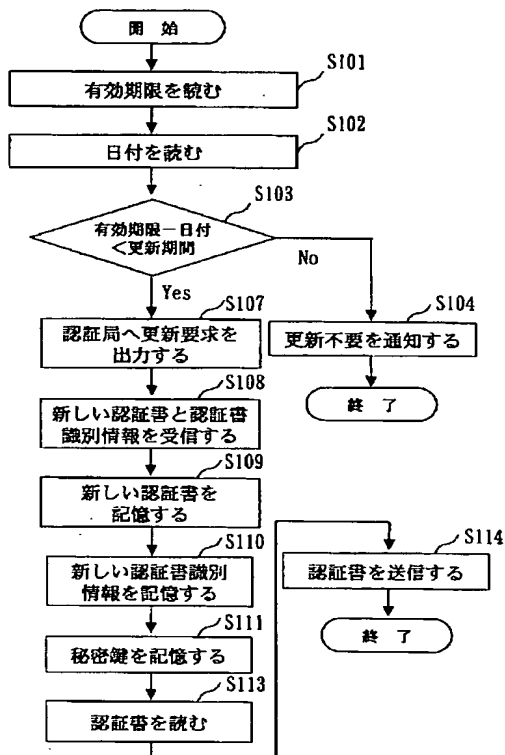 開 始
S101
有効期限を読む
S102
日付を読む
S103
有効期限－日付
＜更新期間
No
Yes
S107
認証局へ更新要求を
出力する
S104
更新不要を通知する
終 了
S108
新しい認証書と認証書
識別情報を受信する
S109
新しい認証書を
記憶する
S110
新しい認証書識別
情報を記憶する
S111
秘密鍵を記憶する
S113
認証書を読む
S114
認証書を送信する
終 了